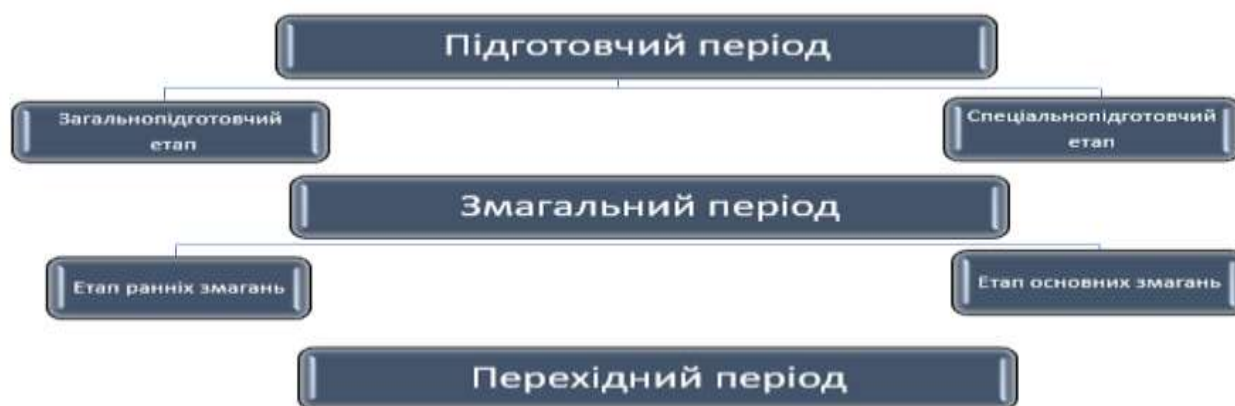 Підготовчий період
Загальнопідготовчий
етап
Спеціальнопідготовчий
етап
Змагальний період
Етап ранніх змагань
Етап основних змагань
Перехідний період